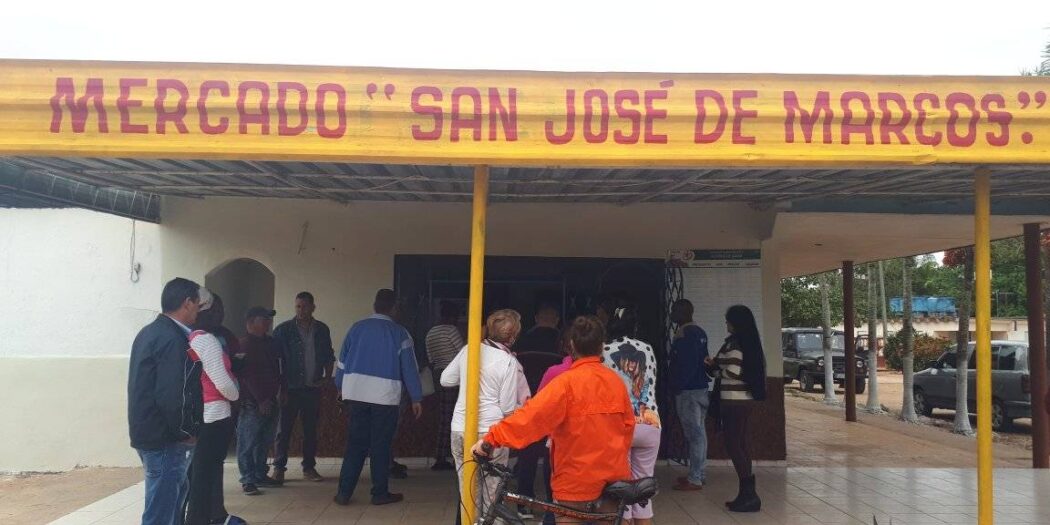 MERCADO "SAN JOSÉ DE MARCOS."